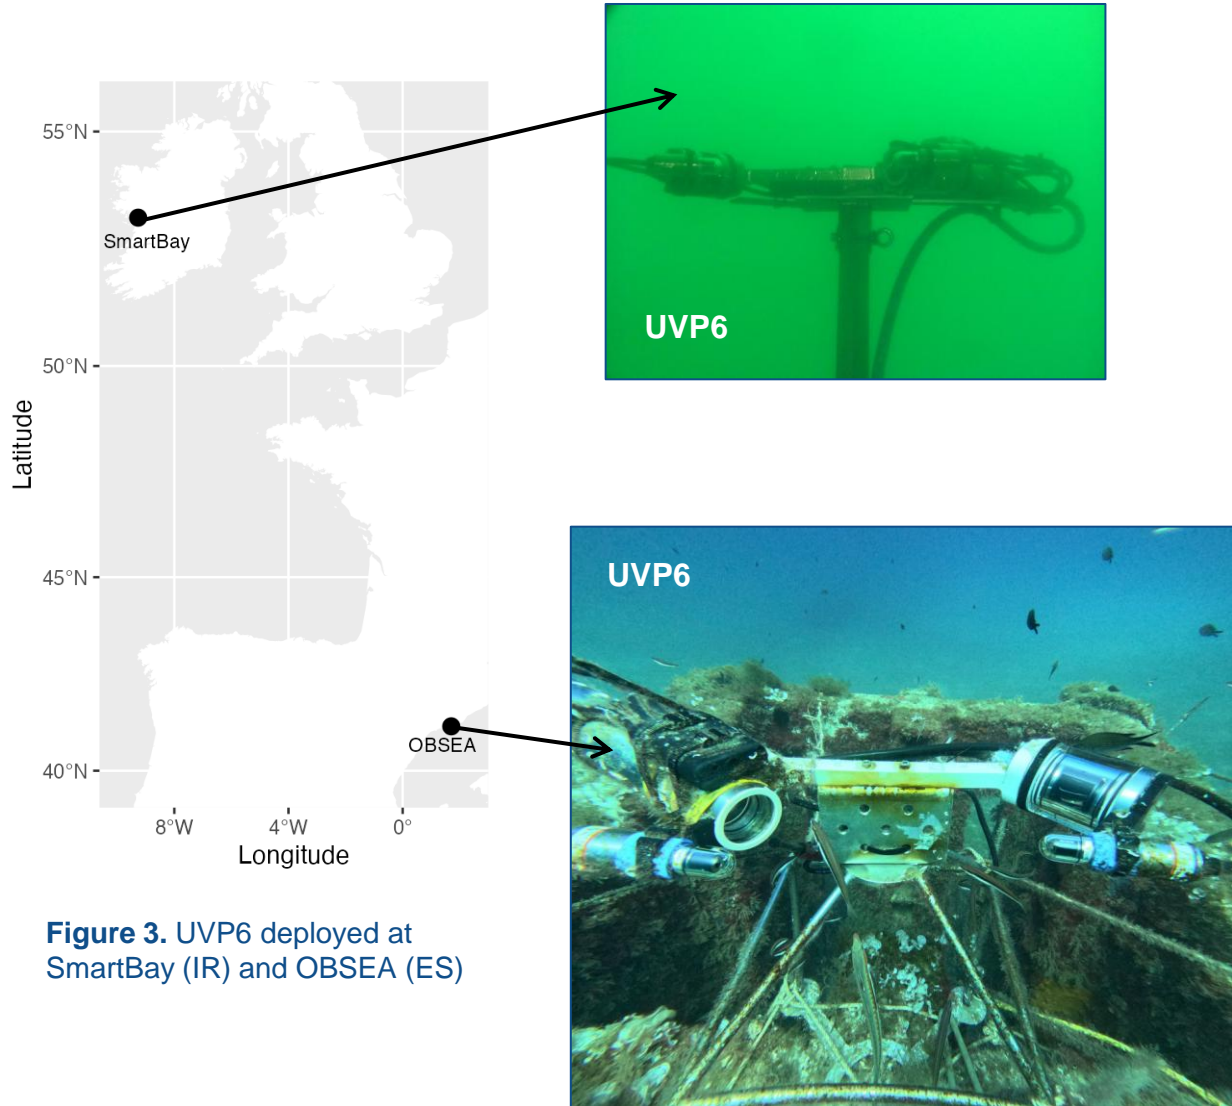 55°N
SmartBay
50°N
Latitude
45°N
OBSEA
40°N
8°W 4°W 0°
Longitude
UVP6
UVP6
Figure 3. UVP6 deployed at
SmartBay (IR) and OBSEA (ES)